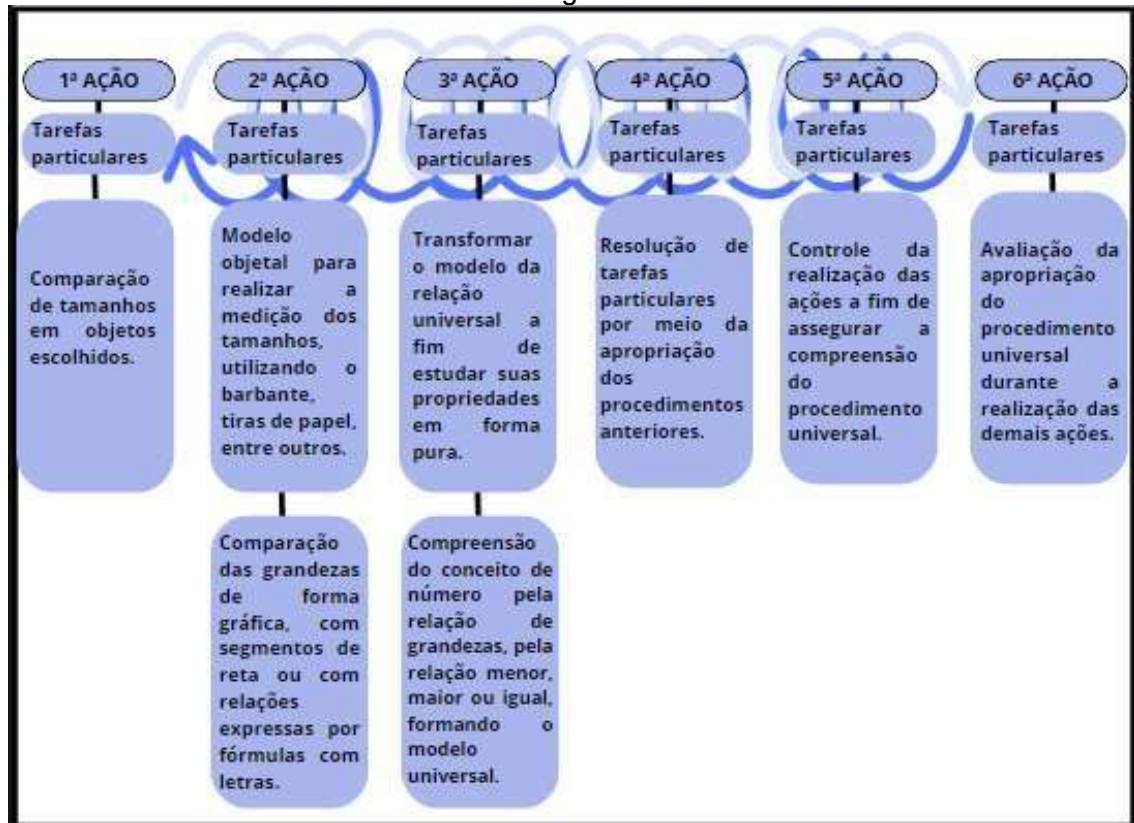 1ª AÇÃO
Tarefas
particulares
Comparação
de tamanhos
em objetos
escolhidos.
2ª AÇÃO
Tarefas
particulares
Modelo
objetal para
realizar a
medição dos
tamanhos,
utilizando o
barbante,
tiras de papel,
entre outros.
Comparação
das grandezas
de forma
gráfica, com
segmentos de
reta ou com
relações
expressas por
fórmulas com
letras.
3ª AÇÃO
Tarefas
particulares
Transformar
o modelo da
relação
universal a
fim de
estudar suas
propriedades
em forma
pura.
Compreensão
do conceito de
número pela
relação de
grandezas, pela
relação menor,
maior ou igual,
formando o
modelo
universal.
4ª AÇÃO
Tarefas
particulares
Resolução de
tarefas
particulares
por meio da
apropriação
dos
procedimentos
anteriores.
5ª AÇÃO
Tarefas
particulares
Controle da
realização das
ações a fim de
assegurar a
compreensão
do
procedimento
universal.
6ª AÇÃO
Tarefas
particulares
Avaliação da
apropriação
do
procedimento
universal
durante a
realização das
demais ações.